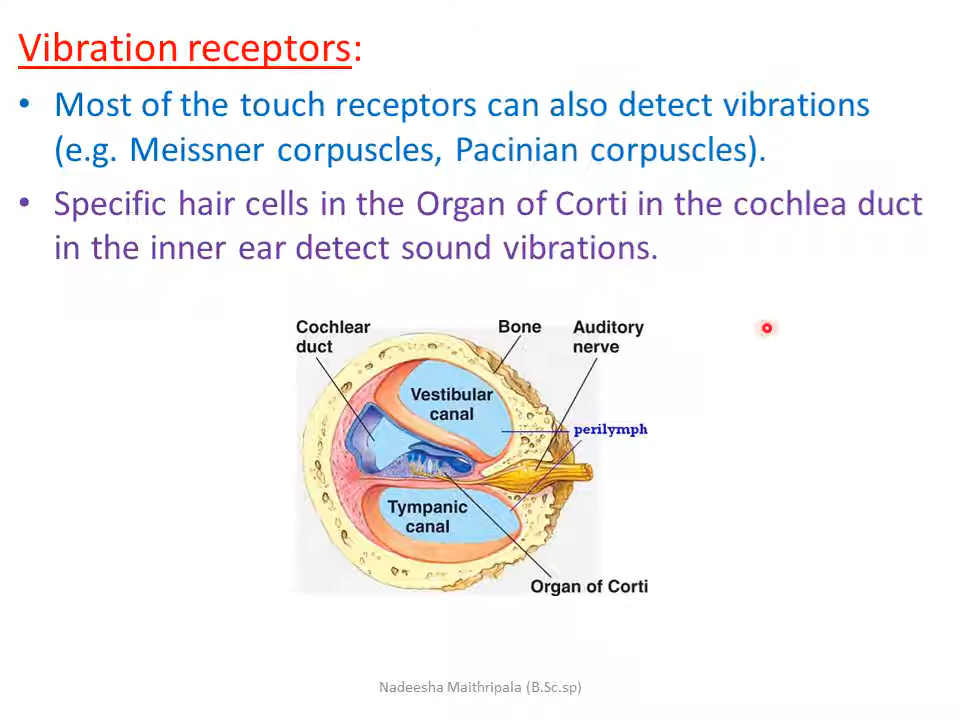 Vibration receptors:
• Most of the touch receptors can also detect vibrations
(e.g. Meissner corpuscles, Pacinian corpuscles).
• Specific hair cells in the Organ of Corti in the cochlea duct
in the inner ear detect sound vibrations.
Cochlear
duct
Bone
Auditory
nerve
Vestibular
canal
perilymph
Tympanic
canal
Organ of Corti
Nadeesha Maithripala (B.Sc.sp)